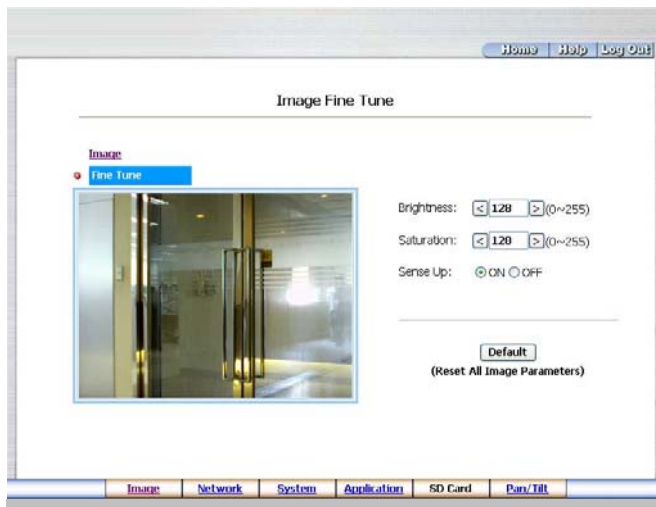 Home Help Log Out
Image Fine Tune
Image
Fine Tune
Brightness: < 128 > (0~255)
Saturation: < 120 > (0~255)
Sense Up: ON OFF
Default
(Reset All Image Parameters)
Image Network System Application SD Card Pan/Tilt